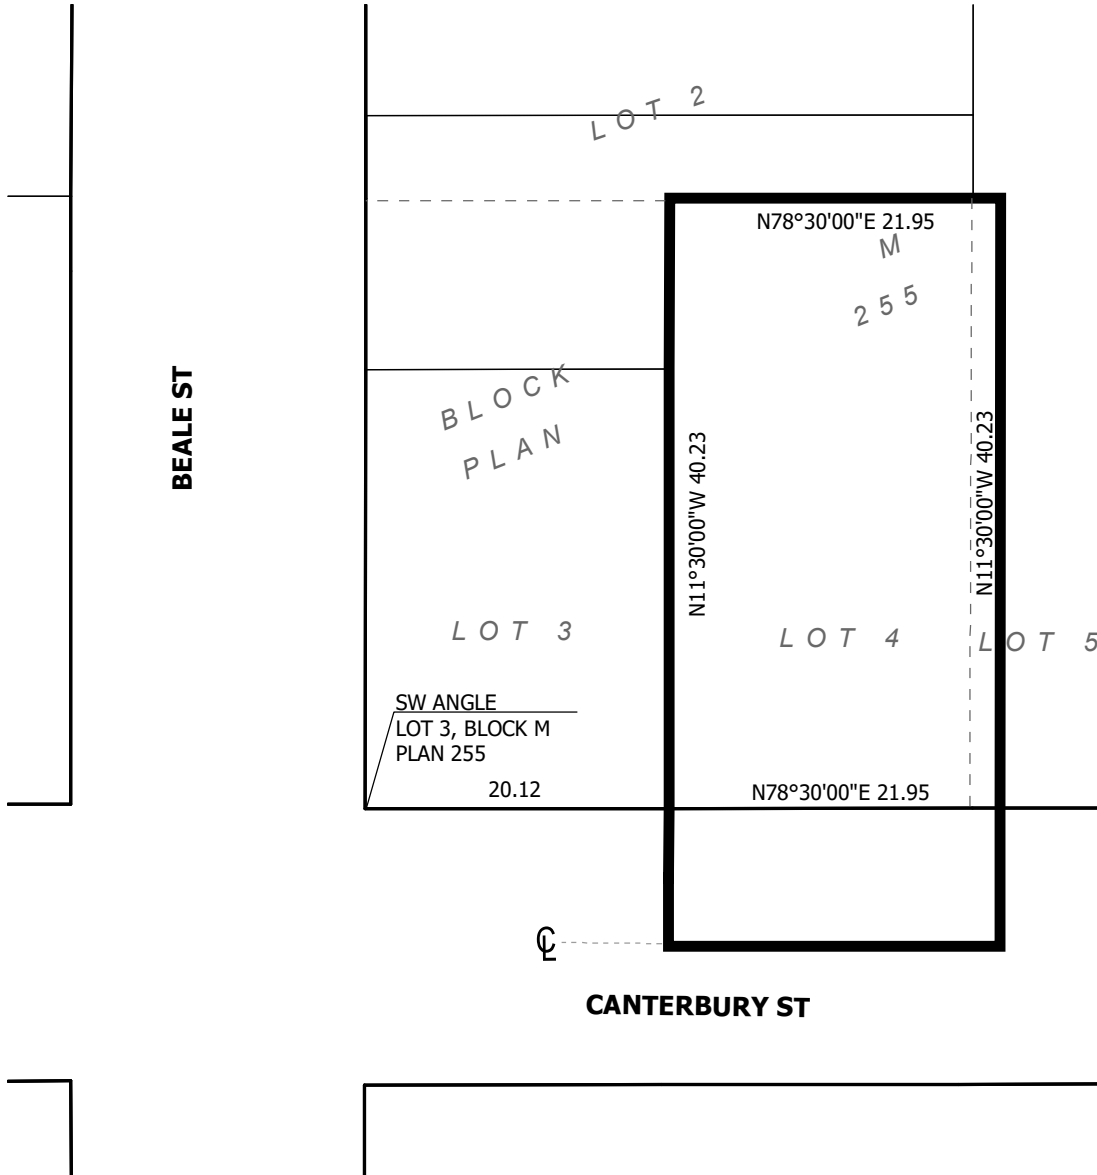 LOT 2
N78°30'00"E 21.95
M
255
BLOCK
PLAN
BEALE ST
N11°30'00"W 40.23
N11°30'00"W 40.23
LOT 3
LOT 4
LOT 5
SW ANGLE
LOT 3, BLOCK M
PLAN 255
20.12
N78°30'00"E 21.95
℄
CANTERBURY ST